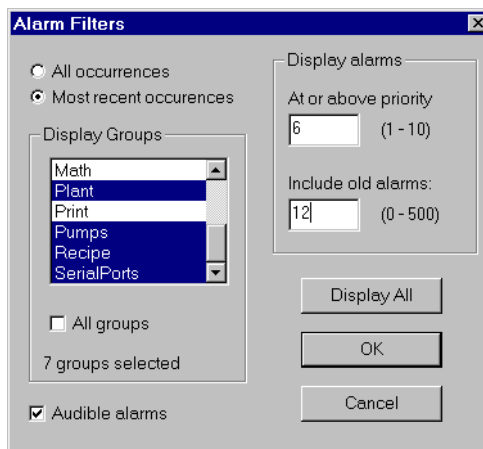 Alarm Filters
All occurrences
Most recent occurences
Display Groups
Math
Plant
Print
Pumps
Recipe
SerialPorts
All groups
7 groups selected
Audible alarms
Display alarms
At or above priority
6 (1 - 10)
Include old alarms:
12 (0 - 500)
Display All
OK
Cancel